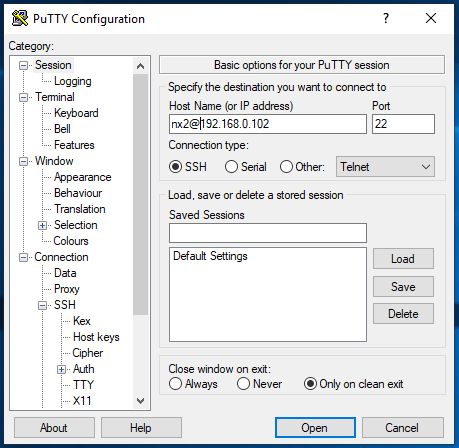 PuTTY Configuration
Category:
Session
Logging
Terminal
Keyboard
Bell
Features
Window
Appearance
Behaviour
Translation
Selection
Colours
Connection
Data
Proxy
SSH
Kex
Host keys
Cipher
Auth
TTY
X11
Basic options for your PuTTY session
Specify the destination you want to connect to
Host Name (or IP address) Port
nx2@192.168.0.102 22
Connection type:
SSH Serial Other: Telnet
Load, save or delete a stored session
Saved Sessions
Default Settings
Load
Save
Delete
Close window on exit:
Always Never Only on clean exit
About Help Open Cancel